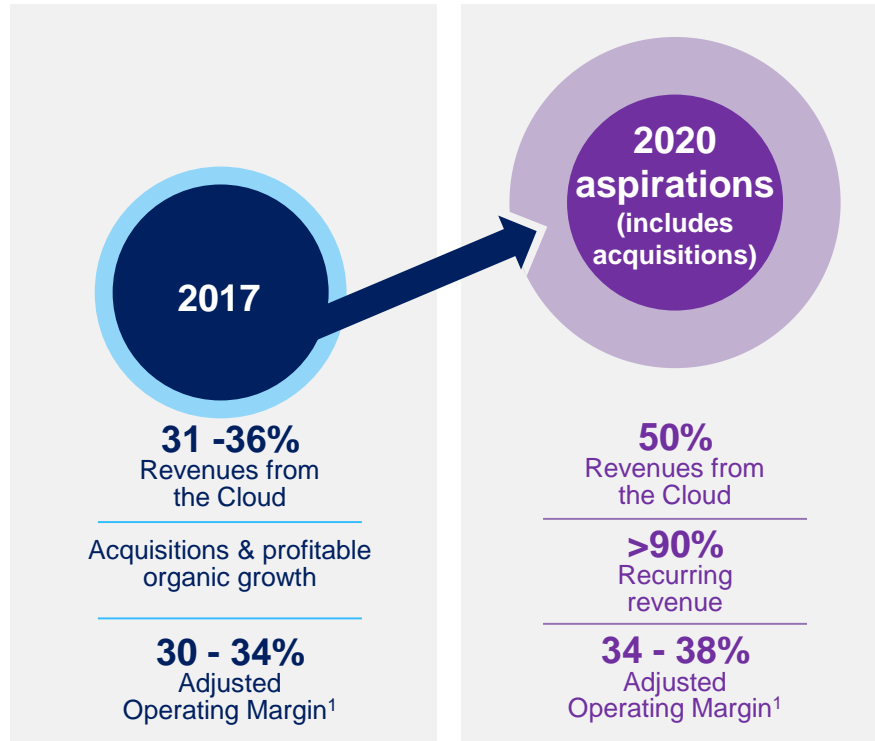 2017
31 -36%
Revenues from
the Cloud
Acquisitions & profitable
organic growth
30 - 34%
Adjusted
Operating Margin1
2020
aspirations
(includes
acquisitions)
50%
Revenues from
the Cloud
>90%
Recurring
revenue
34 - 38%
Adjusted
Operating Margin1